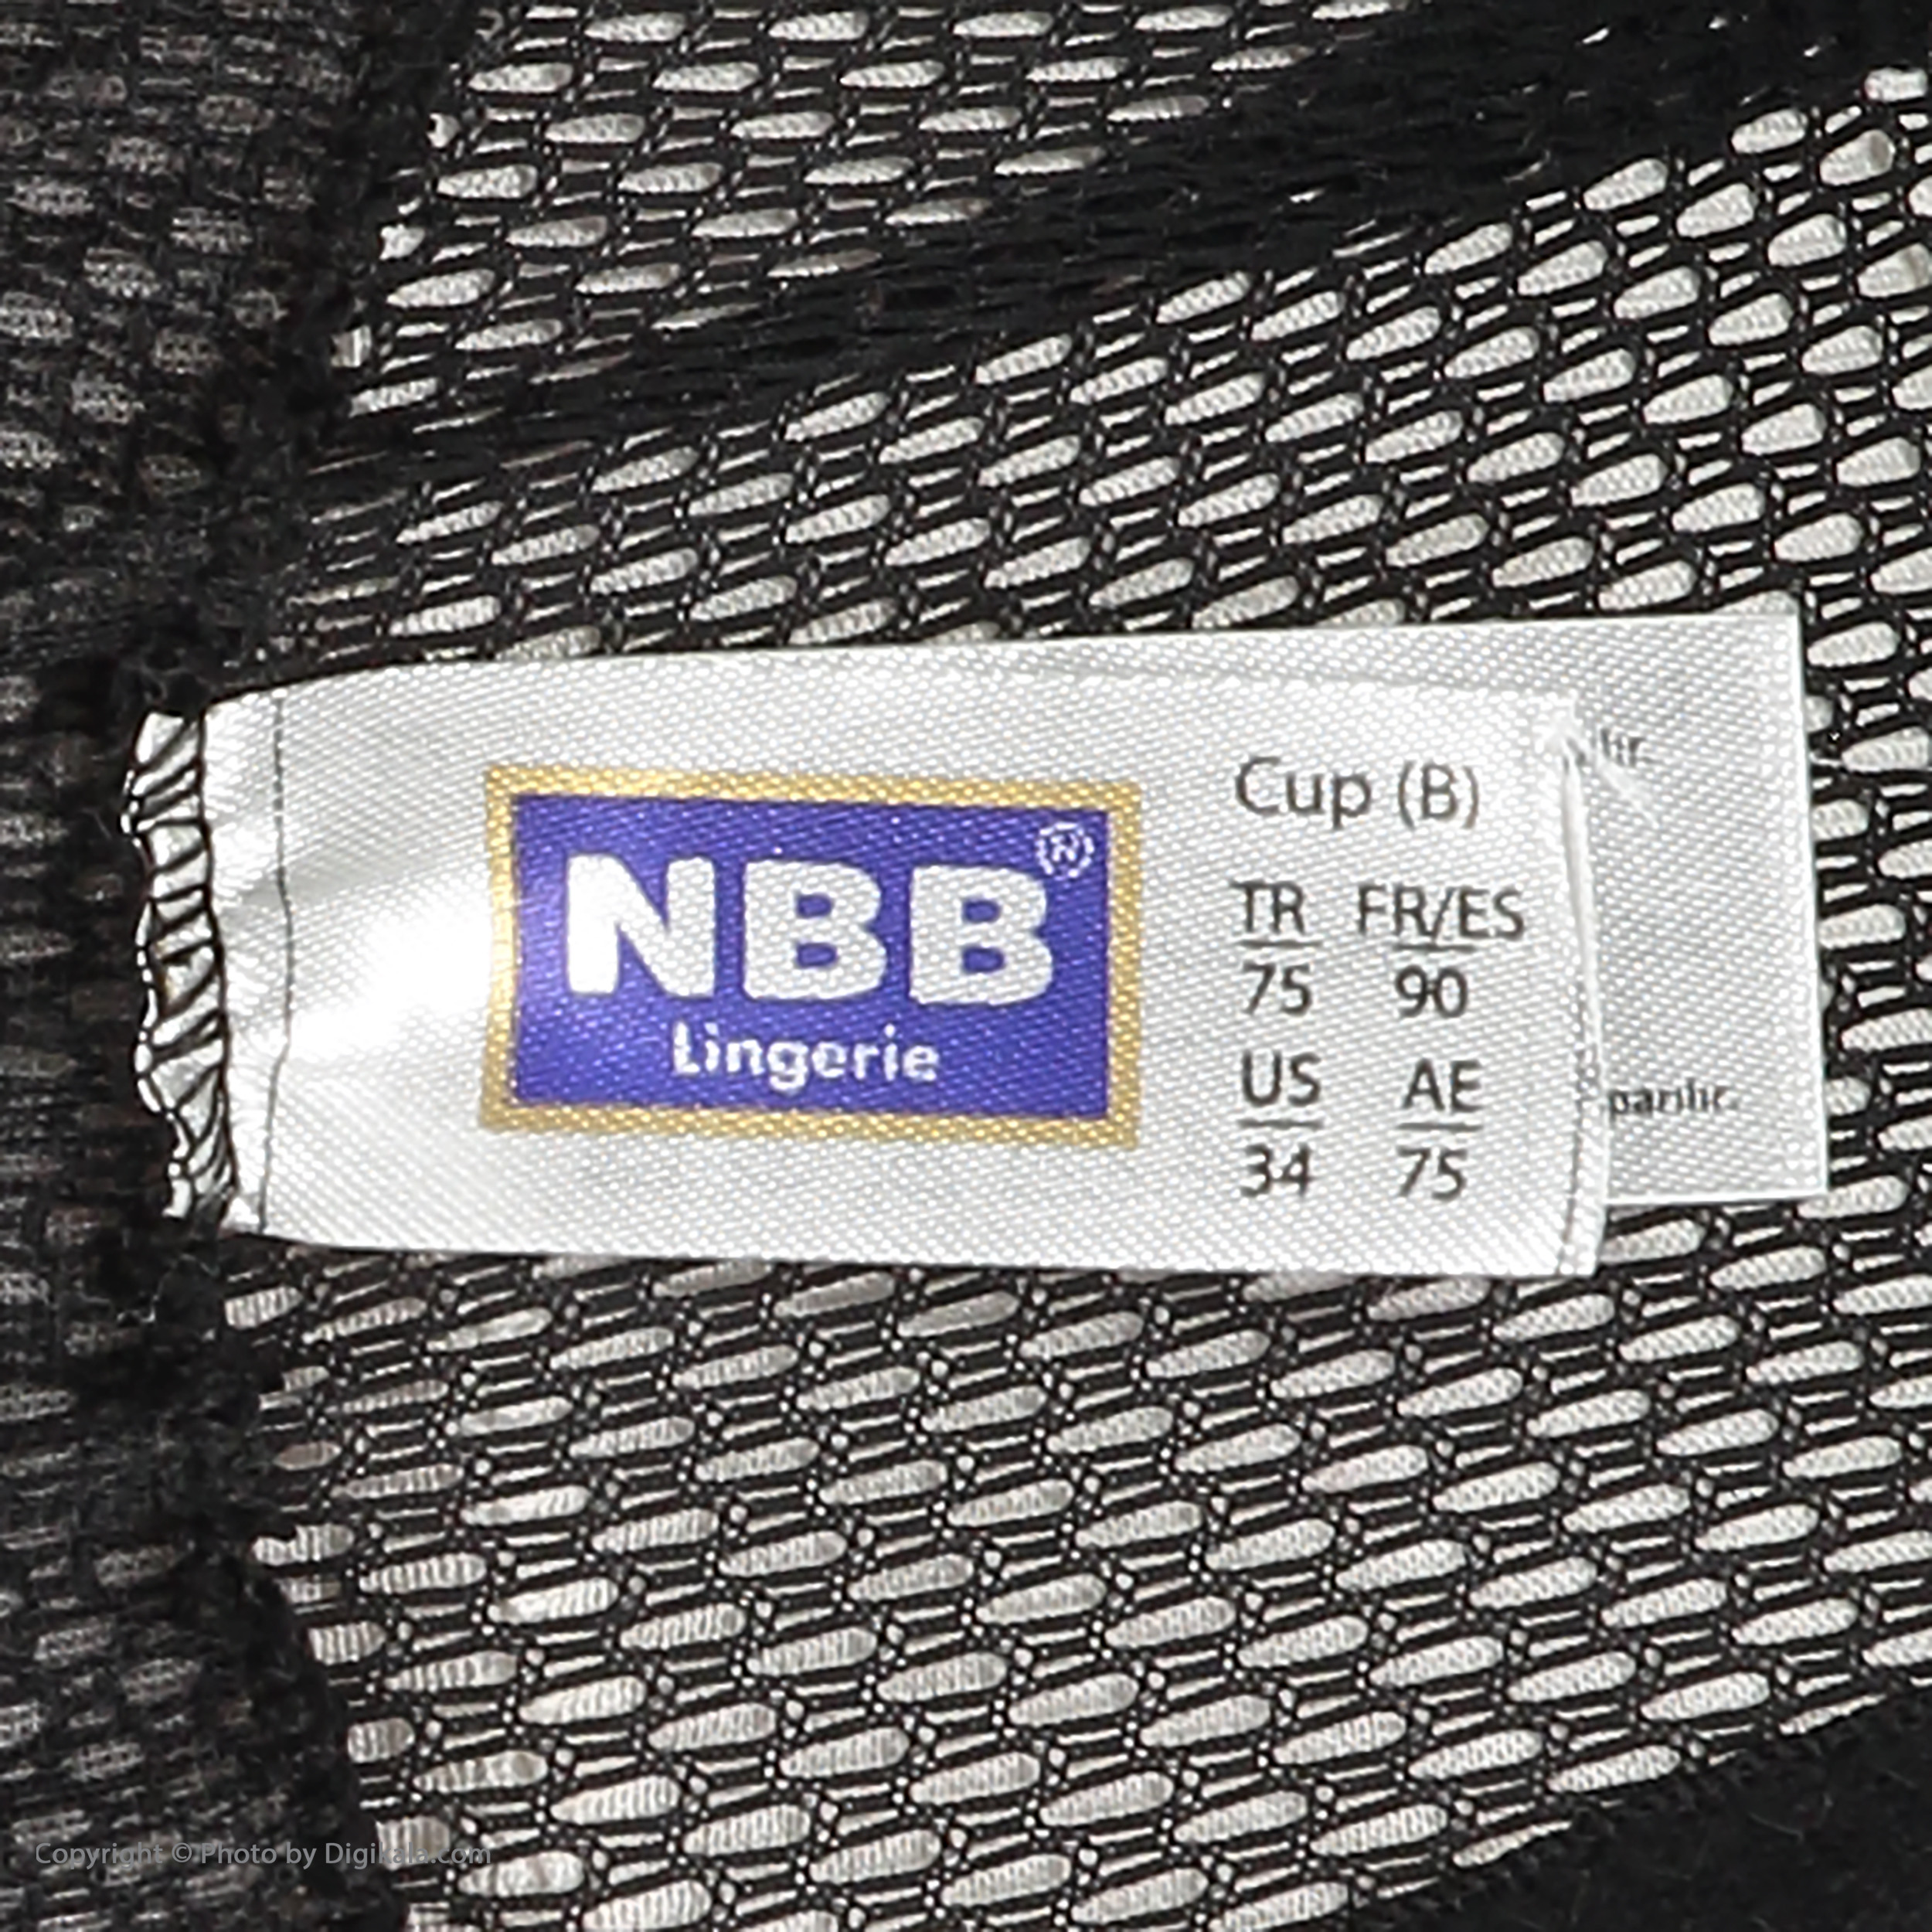 NBB
Lingerie
Cup (B)
TR FR/ES
75 90
US AE
34 75
Copyright © Photo by Digikala.com